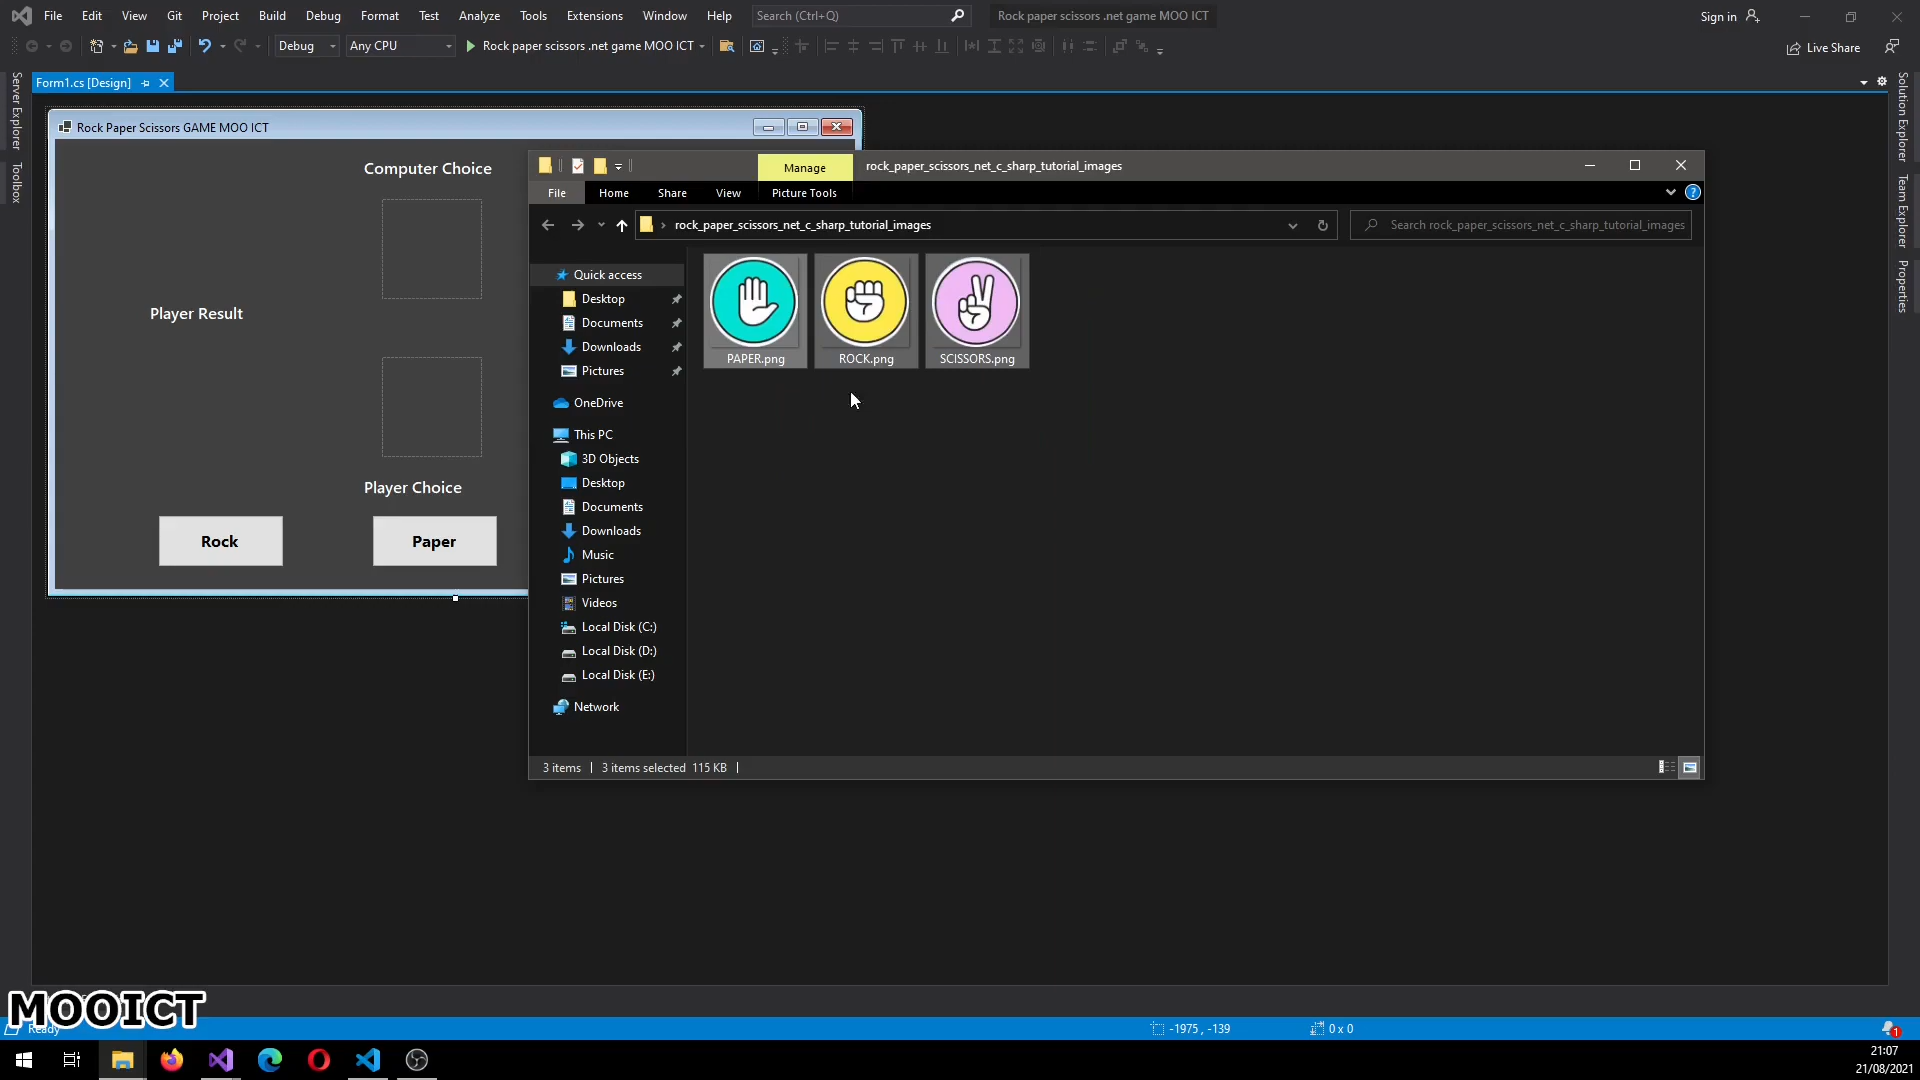 File Edit View Git Project Build Debug Format Test Analyze Tools Extensions Window Help Search (Ctrl+Q) Rock paper scissors .net game MOO ICT Sign in
Debug Any CPU Rock paper scissors .net game MOO ICT Live Share
Form1.cs [Design]
Server Explorer
Toolbox
Solution Explorer
Team Explorer
Properties
Rock Paper Scissors GAME MOO ICT
Computer Choice
Player Result
Player Choice
Rock Paper
Manage rock_paper_scissors_net_c_sharp_tutorial_images
File Home Share View Picture Tools
rock_paper_scissors_net_c_sharp_tutorial_images Search rock_paper_scissors_net_c_sharp_tutorial_images
Quick access
Desktop
Documents
Downloads
Pictures
OneDrive
This PC
3D Objects
Desktop
Documents
Downloads
Music
Pictures
Videos
Local Disk (C:)
Local Disk (D:)
Local Disk (E:)
Network
PAPER.png ROCK.png SCISSORS.png
3 items 3 items selected 115 KB
MOOICT
Ready -1975 , -139 0 x 0 1
21:07
21/08/2021